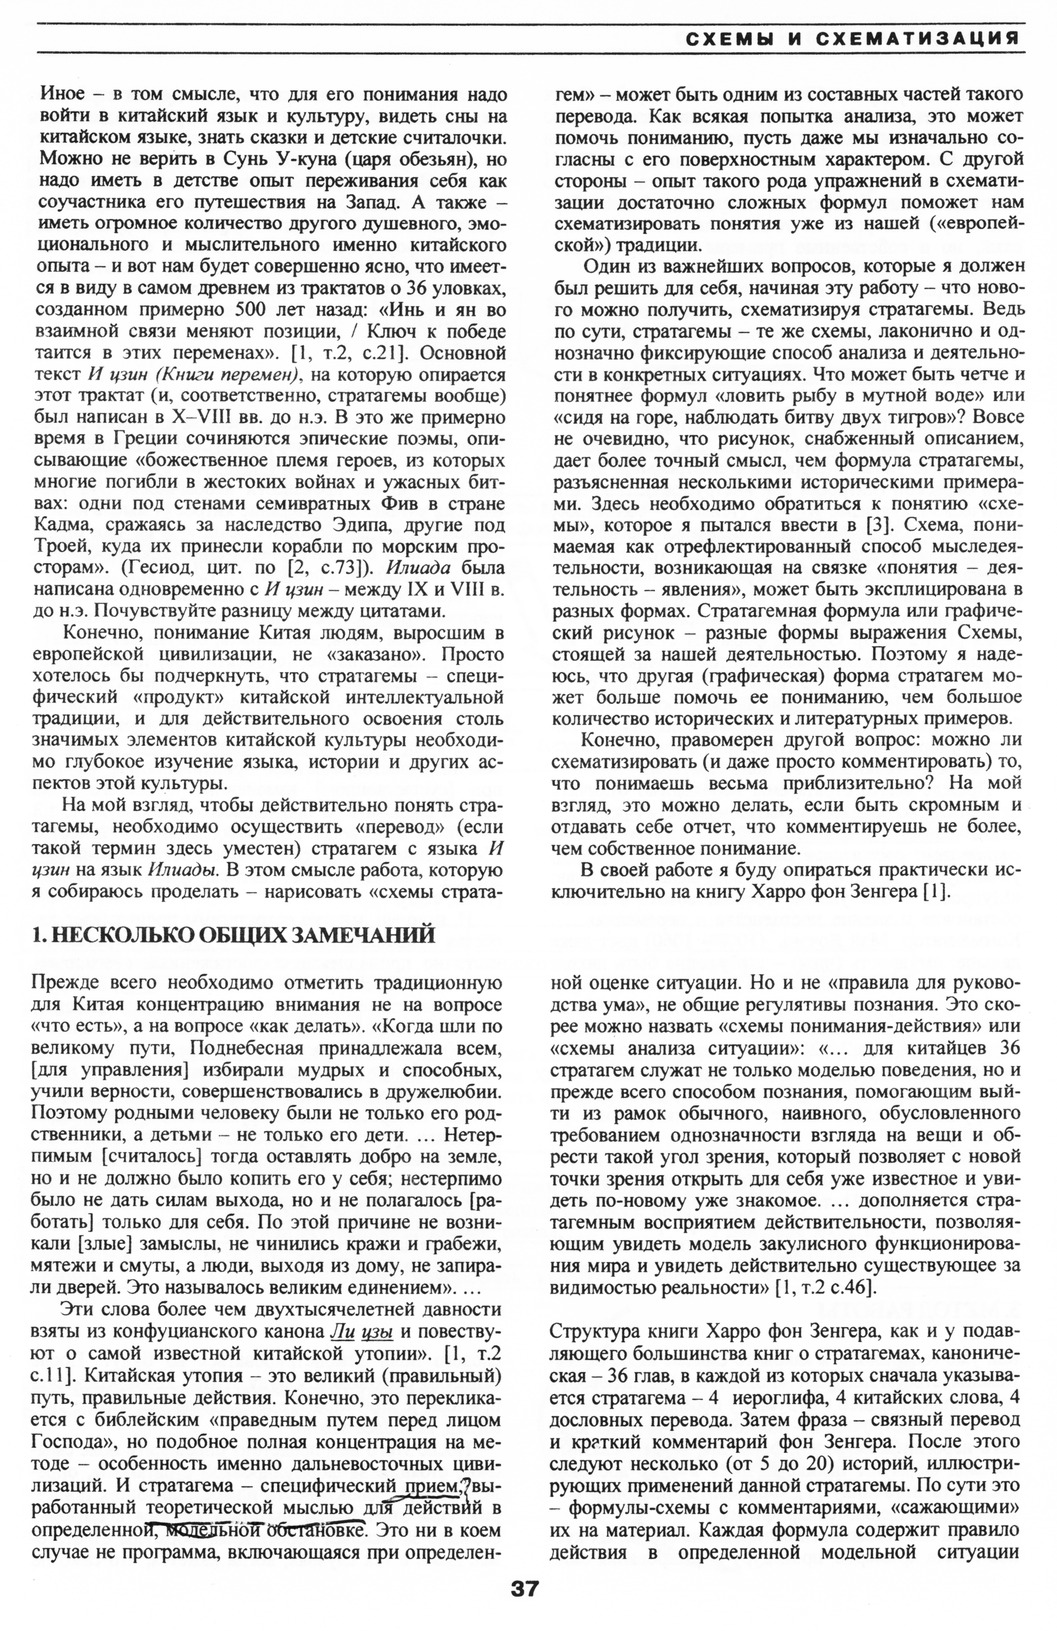 СХЕМЫ И СХЕМАТИЗАЦИЯ
Иное – в том смысле, что для его понимания надо
войти в китайский язык и культуру, видеть сны на
китайском языке, знать сказки и детские считалочки.
Можно не верить в Сунь У-куна (царя обезьян), но
надо иметь в детстве опыт переживания себя как
соучастника его путешествия на Запад. А также –
иметь огромное количество другого душевного, эмо-
ционального и мыслительного именно китайского
опыта – и вот нам будет совершенно ясно, что имеет-
ся в виду в самом древнем из трактатов о 36 уловках,
созданном примерно 500 лет назад: «Инь и ян во
взаимной связи меняют позиции, / Ключ к победе
таится в этих переменах». [1, т.2, с.21]. Основной
текст И цзин (Книги перемен), на которую опирается
этот трактат (и, соответственно, стратагемы вообще)
был написан в X–VIII вв. до н.э. В это же примерно
время в Греции сочиняются эпические поэмы, опи-
сывающие «божественное племя героев, из которых
многие погибли в жестоких войнах и ужасных бит-
вах: одни под стенами семивратных Фив в стране
Кадма, сражаясь за наследство Эдипа, другие под
Троей, куда их принесли корабли по морским про-
сторам». (Гесиод, цит. по [2, с.73]). Илиада была
написана одновременно с И цзин – между IX и VIII в.
до н.э. Почувствуйте разницу между цитатами.
Конечно, понимание Китая людям, выросшим в
европейской цивилизации, не «заказано». Просто
хотелось бы подчеркнуть, что стратагемы – специ-
фический «продукт» китайской интеллектуальной
традиции, и для действительного освоения столь
значимых элементов китайской культуры необходи-
мо глубокое изучение языка, истории и других ас-
пектов этой культуры.
На мой взгляд, чтобы действительно понять стра-
тагемы, необходимо осуществить «перевод» (если
такой термин здесь уместен) стратагем с языка И
цзин на язык Илиады. В этом смысле работа, которую
я собираюсь проделать – нарисовать «схемы страта-
гем» – может быть одним из составных частей такого
перевода. Как всякая попытка анализа, это может
помочь пониманию, пусть даже мы изначально со-
гласны с его поверхностным характером. С другой
стороны – опыт такого рода упражнений в схемати-
зации достаточно сложных формул поможет нам
схематизировать понятия уже из нашей («европей-
ской») традиции.
Один из важнейших вопросов, которые я должен
был решить для себя, начиная эту работу – что ново-
го можно получить, схематизируя стратагемы. Ведь
по сути, стратагемы – те же схемы, лаконично и од-
нозначно фиксирующие способ анализа и деятельно-
сти в конкретных ситуациях. Что может быть четче и
понятнее формул «ловить рыбу в мутной воде» или
«сидя на горе, наблюдать битву двух тигров»? Вовсе
не очевидно, что рисунок, снабженный описанием,
дает более точный смысл, чем формула стратагемы,
разъясненная несколькими историческими примера-
ми. Здесь необходимо обратиться к понятию «схе-
мы», которое я пытался ввести в [3]. Схема, пони-
маемая как отрефлектированный способ мыследея-
тельности, возникающая на связке «понятия – дея-
тельность – явления», может быть эксплицирована в
разных формах. Стратагемная формула или графиче-
ский рисунок – разные формы выражения Схемы,
стоящей за нашей деятельностью. Поэтому я наде-
юсь, что другая (графическая) форма стратагем мо-
жет больше помочь ее пониманию, чем большое
количество исторических и литературных примеров.
Конечно, правомерен другой вопрос: можно ли
схематизировать (и даже просто комментировать) то,
что понимаешь весьма приблизительно? На мой
взгляд, это можно делать, если быть скромным и
отдавать себе отчет, что комментируешь не более,
чем собственное понимание.
В своей работе я буду опираться практически ис-
ключительно на книгу Харро фон Зенгера [1].
1. НЕСКОЛЬКО ОБЩИХ ЗАМЕЧАНИЙ
Прежде всего необходимо отметить традиционную
для Китая концентрацию внимания не на вопросе
«что есть», а на вопросе «как делать». «Когда шли по
великому пути, Поднебесная принадлежала всем,
[для управления] избирали мудрых и способных,
учили верности, совершенствовались в дружелюбии.
Поэтому родными человеку были не только его род-
ственники, а детьми – не только его дети. ... Нетер-
пимым [считалось] тогда оставлять добро на земле,
но и не должно было копить его у себя; нестерпимо
было не дать силам выхода, но и не полагалось [ра-
ботать] только для себя. По этой причине не возни-
кали [злые] замыслы, не чинились кражи и грабежи,
мятежи и смуты, а люди, выходя из дому, не запира-
ли дверей. Это называлось великим единением». ...
Эти слова более чем двухтысячелетней давности
взяты из конфуцианского канона Ли цзы и повеству-
ют о самой известной китайской утопии». [1, т.2
с.11]. Китайская утопия – это великий (правильный)
путь, правильные действия. Конечно, это переклика-
ется с библейским «праведным путем перед лицом
Господа», но подобное полная концентрация на ме-
тоде – особенность именно дальневосточных циви-
лизаций. И стратагема – специфический прием,? вы-
работанный теоретической мыслью для действий в
определенной, модельной обстановке. Это ни в коем
случае не программа, включающаяся при определен-
ной оценке ситуации. Но и не «правила для руково-
дства ума», не общие регулятивы познания. Это ско-
рее можно назвать «схемы понимания-действия» или
«схемы анализа ситуации»: «... для китайцев 36
стратагем служат не только моделью поведения, но и
прежде всего способом познания, помогающим вый-
ти из рамок обычного, наивного, обусловленного
требованием однозначности взгляда на вещи и об-
рести такой угол зрения, который позволяет с новой
точки зрения открыть для себя уже известное и уви-
деть по-новому уже знакомое. ... дополняется стра-
тагемным восприятием действительности, позволяю-
ющим увидеть модель закулисного функционирова-
ния мира и увидеть действительно существующее за
видимостью реальности» [1, т.2 с.46].
Структура книги Харро фон Зенгера, как и у подав-
ляющего большинства книг о стратагемах, канониче-
ская – 36 глав, в каждой из которых сначала указыва-
ется стратагема – 4 иероглифа, 4 китайских слова, 4
дословных перевода. Затем фраза – связный перевод
и краткий комментарий фон Зенгера. После этого
следуют несколько (от 5 до 20) историй, иллюстри-
рующих применений данной стратагемы. По сути это
– формулы-схемы с комментариями, «сажающими»
их на материал. Каждая формула содержит правило
действия в определенной модельной ситуации
37